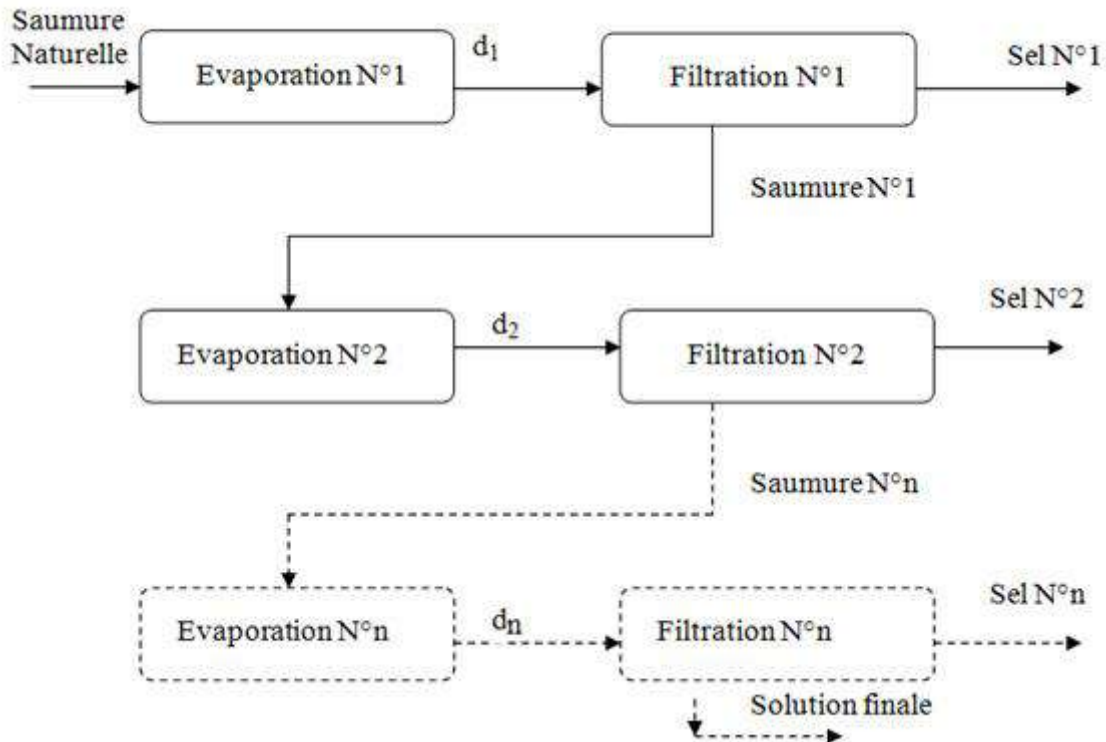 Saumure
Naturelle
Evaporation N°1
d1
Filtration N°1
Sel N°1
Saumure N°1
Evaporation N°2
d2
Filtration N°2
Sel N°2
Saumure N°n
Evaporation N°n
dn
Filtration N°n
Sel N°n
Solution finale